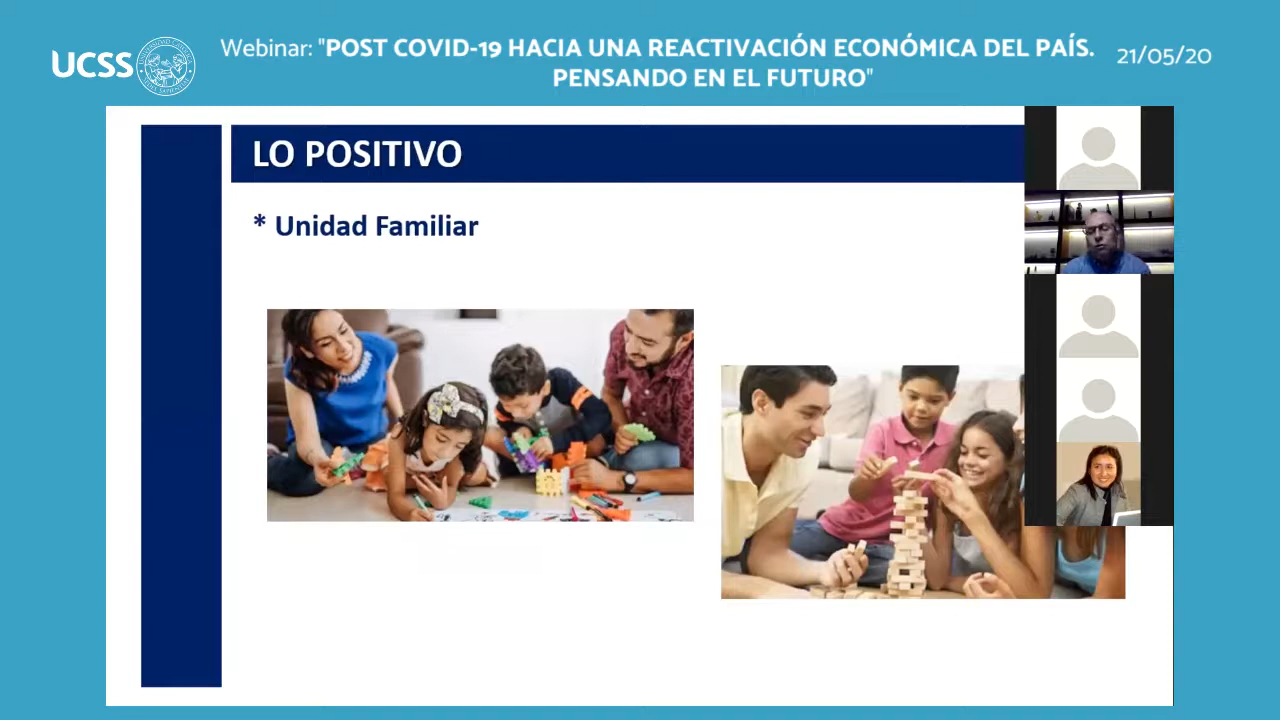 UCSS
Webinar: "POST COVID-19 HACIA UNA REACTIVACIÓN ECONÓMICA DEL PAÍS.
PENSANDO EN EL FUTURO"
21/05/20
LO POSITIVO
* Unidad Familiar